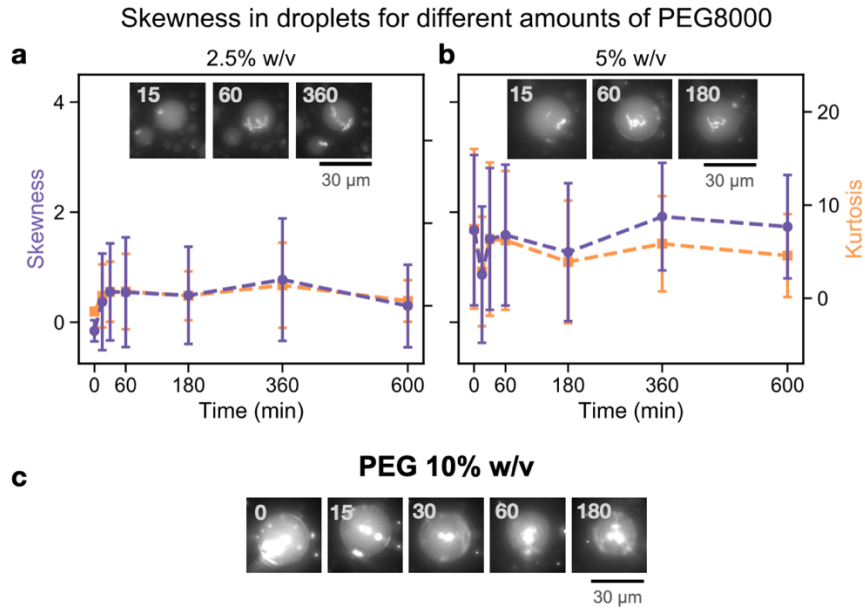 Skewness in droplets for different amounts of PEG8000
a
2.5% w/v
b
5% w/v
4
2
0
Skewness
15
60
360
30 µm
0
60
180
360
600
Time (min)
15
60
180
30 µm
20
10
0
Kurtosis
0
60
180
360
600
Time (min)
c
PEG 10% w/v
0
15
30
60
180
30 µm